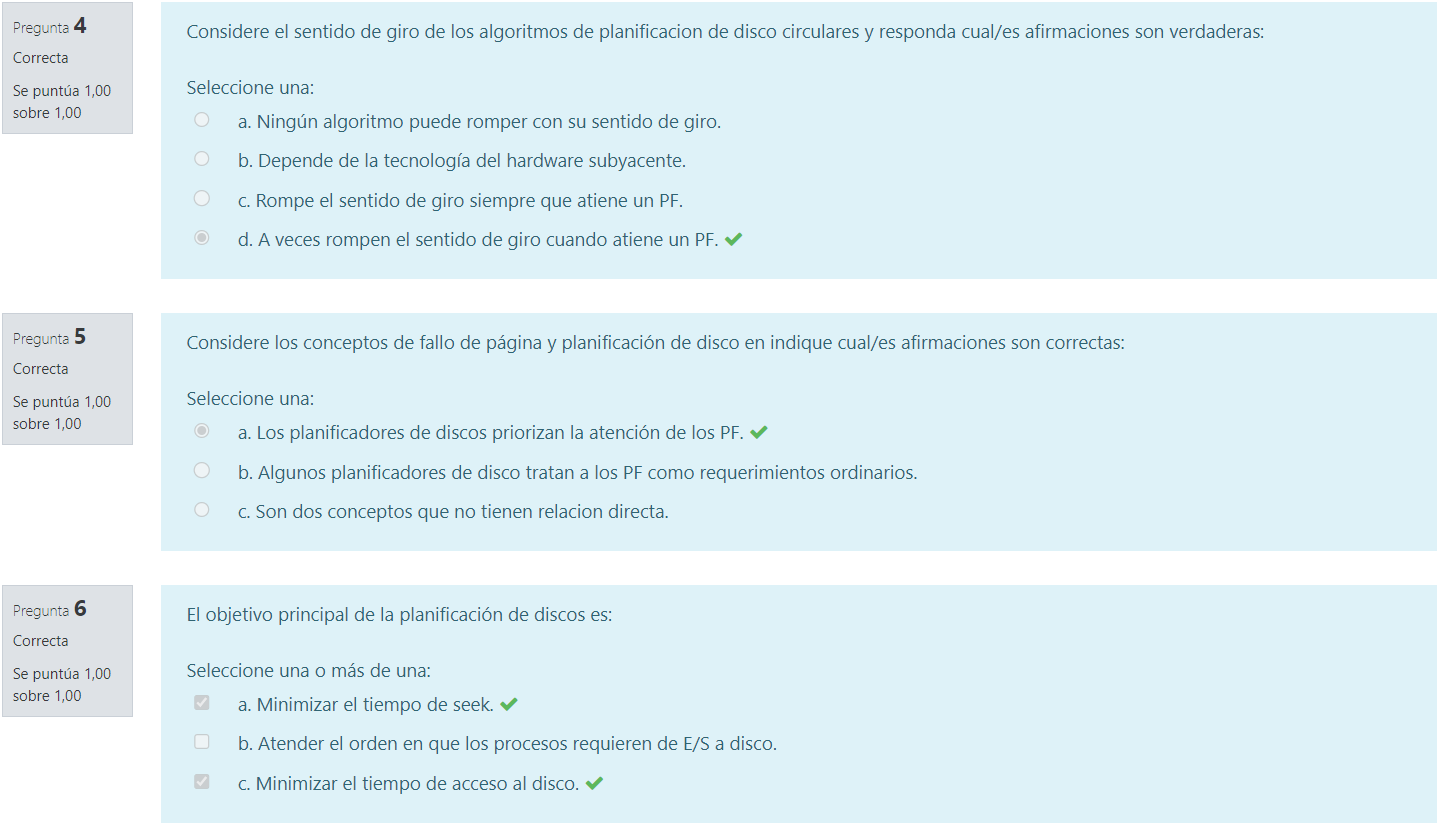 Pregunta 4
Correcta
Se puntúa 1,00
sobre 1,00
Considere el sentido de giro de los algoritmos de planificacion de disco circulares y responda cual/es afirmaciones son verdaderas:
Seleccione una:
a. Ningún algoritmo puede romper con su sentido de giro.
b. Depende de la tecnología del hardware subyacente.
c. Rompe el sentido de giro siempre que atiene un PF.
d. A veces rompen el sentido de giro cuando atiene un PF.
Pregunta 5
Correcta
Se puntúa 1,00
sobre 1,00
Considere los conceptos de fallo de página y planificación de disco en indique cual/es afirmaciones son correctas:
Seleccione una:
a. Los planificadores de discos priorizan la atención de los PF.
b. Algunos planificadores de disco tratan a los PF como requerimientos ordinarios.
c. Son dos conceptos que no tienen relacion directa.
Pregunta 6
Correcta
Se puntúa 1,00
sobre 1,00
El objetivo principal de la planificación de discos es:
Seleccione una o más de una:
a. Minimizar el tiempo de seek.
b. Atender el orden en que los procesos requieren de E/S a disco.
c. Minimizar el tiempo de acceso al disco.